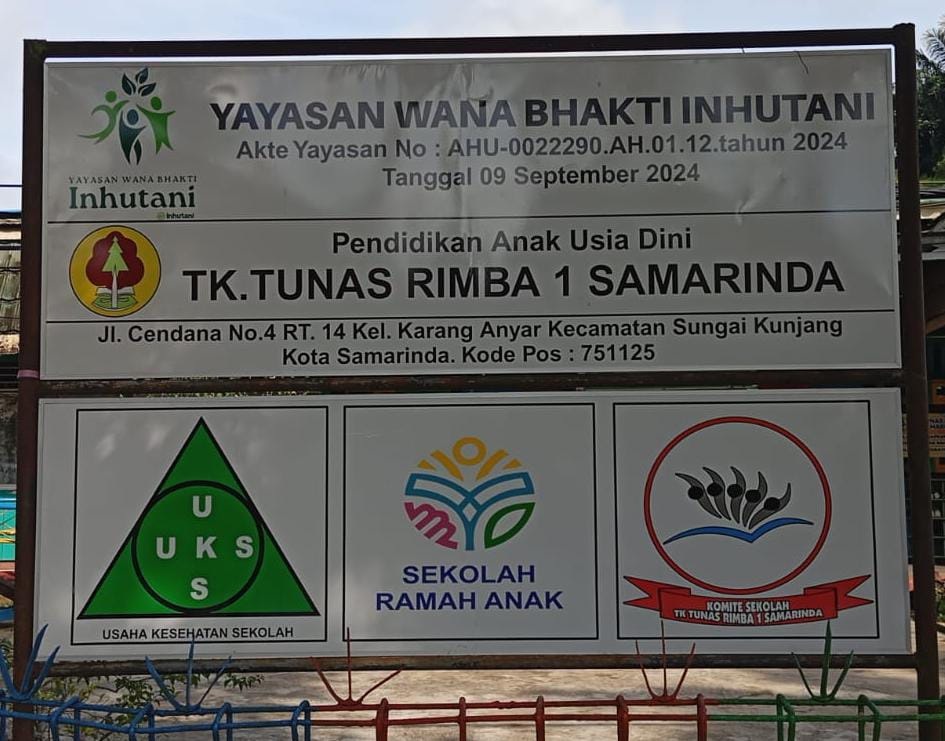 YAYASAN WANA BHAKTI INHUTANI
Akte Yayasan No : AHU-0022290.AH.01.12.tahun 2024
Tanggal 09 September 2024
YAYASAN WANA BHAKTI
Inhutani
Inhutani
Pendidikan Anak Usia Dini
TK.TUNAS RIMBA 1 SAMARINDA
Jl. Cendana No.4 RT. 14 Kel. Karang Anyar Kecamatan Sungai Kunjang
Kota Samarinda. Kode Pos : 751125
U
U K S
S
USAHA KESEHATAN SEKOLAH
SEKOLAH
RAMAH ANAK
KOMITE SEKOLAH
TK TUNAS RIMBA 1 SAMARINDA